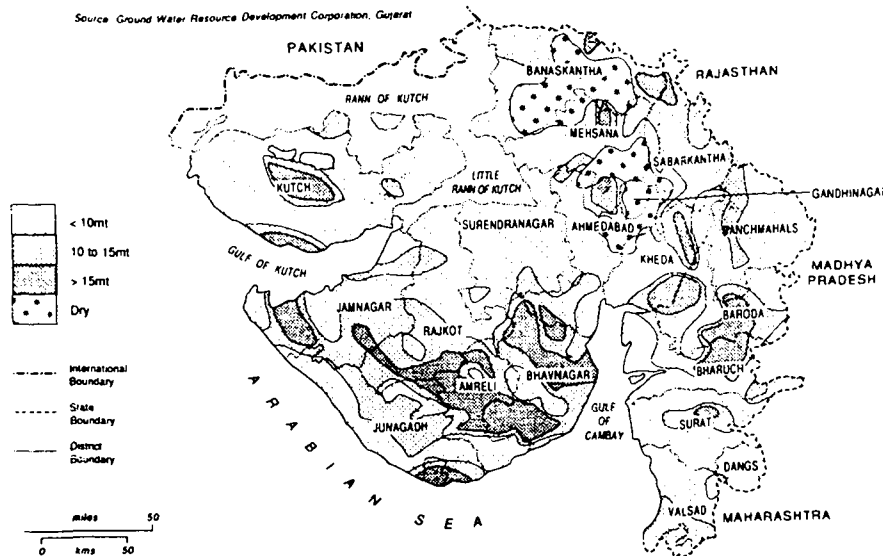 Source: Ground Water Resource Development Corporation, Gujarat
PAKISTAN
BANASKANTHA
RAJASTHAN
RANN OF KUTCH
MEHSANA
SABARKANTHA
LITTLE
RANN OF KUTCH
KUTCH
GANDHINAGAR
SURENDRANAGAR
AHMEDABAD
PANCHMAHALS
KHEDA
GULF OF KUTCH
MADHYA
PRADESH
JAMNAGAR
RAJKOT
BARODA
BHAVNAGAR
BHARUCH
AMRELI
JUNAGADH
GULF
OF
CAMBAY
SURAT
DANGS
VALSAD
MAHARASHTRA
ARABIAN SEA
< 10mt
10 to 15mt
> 15mt
Dry
International
Boundary
State
Boundary
District
Boundary
miles 50
0 kms 50